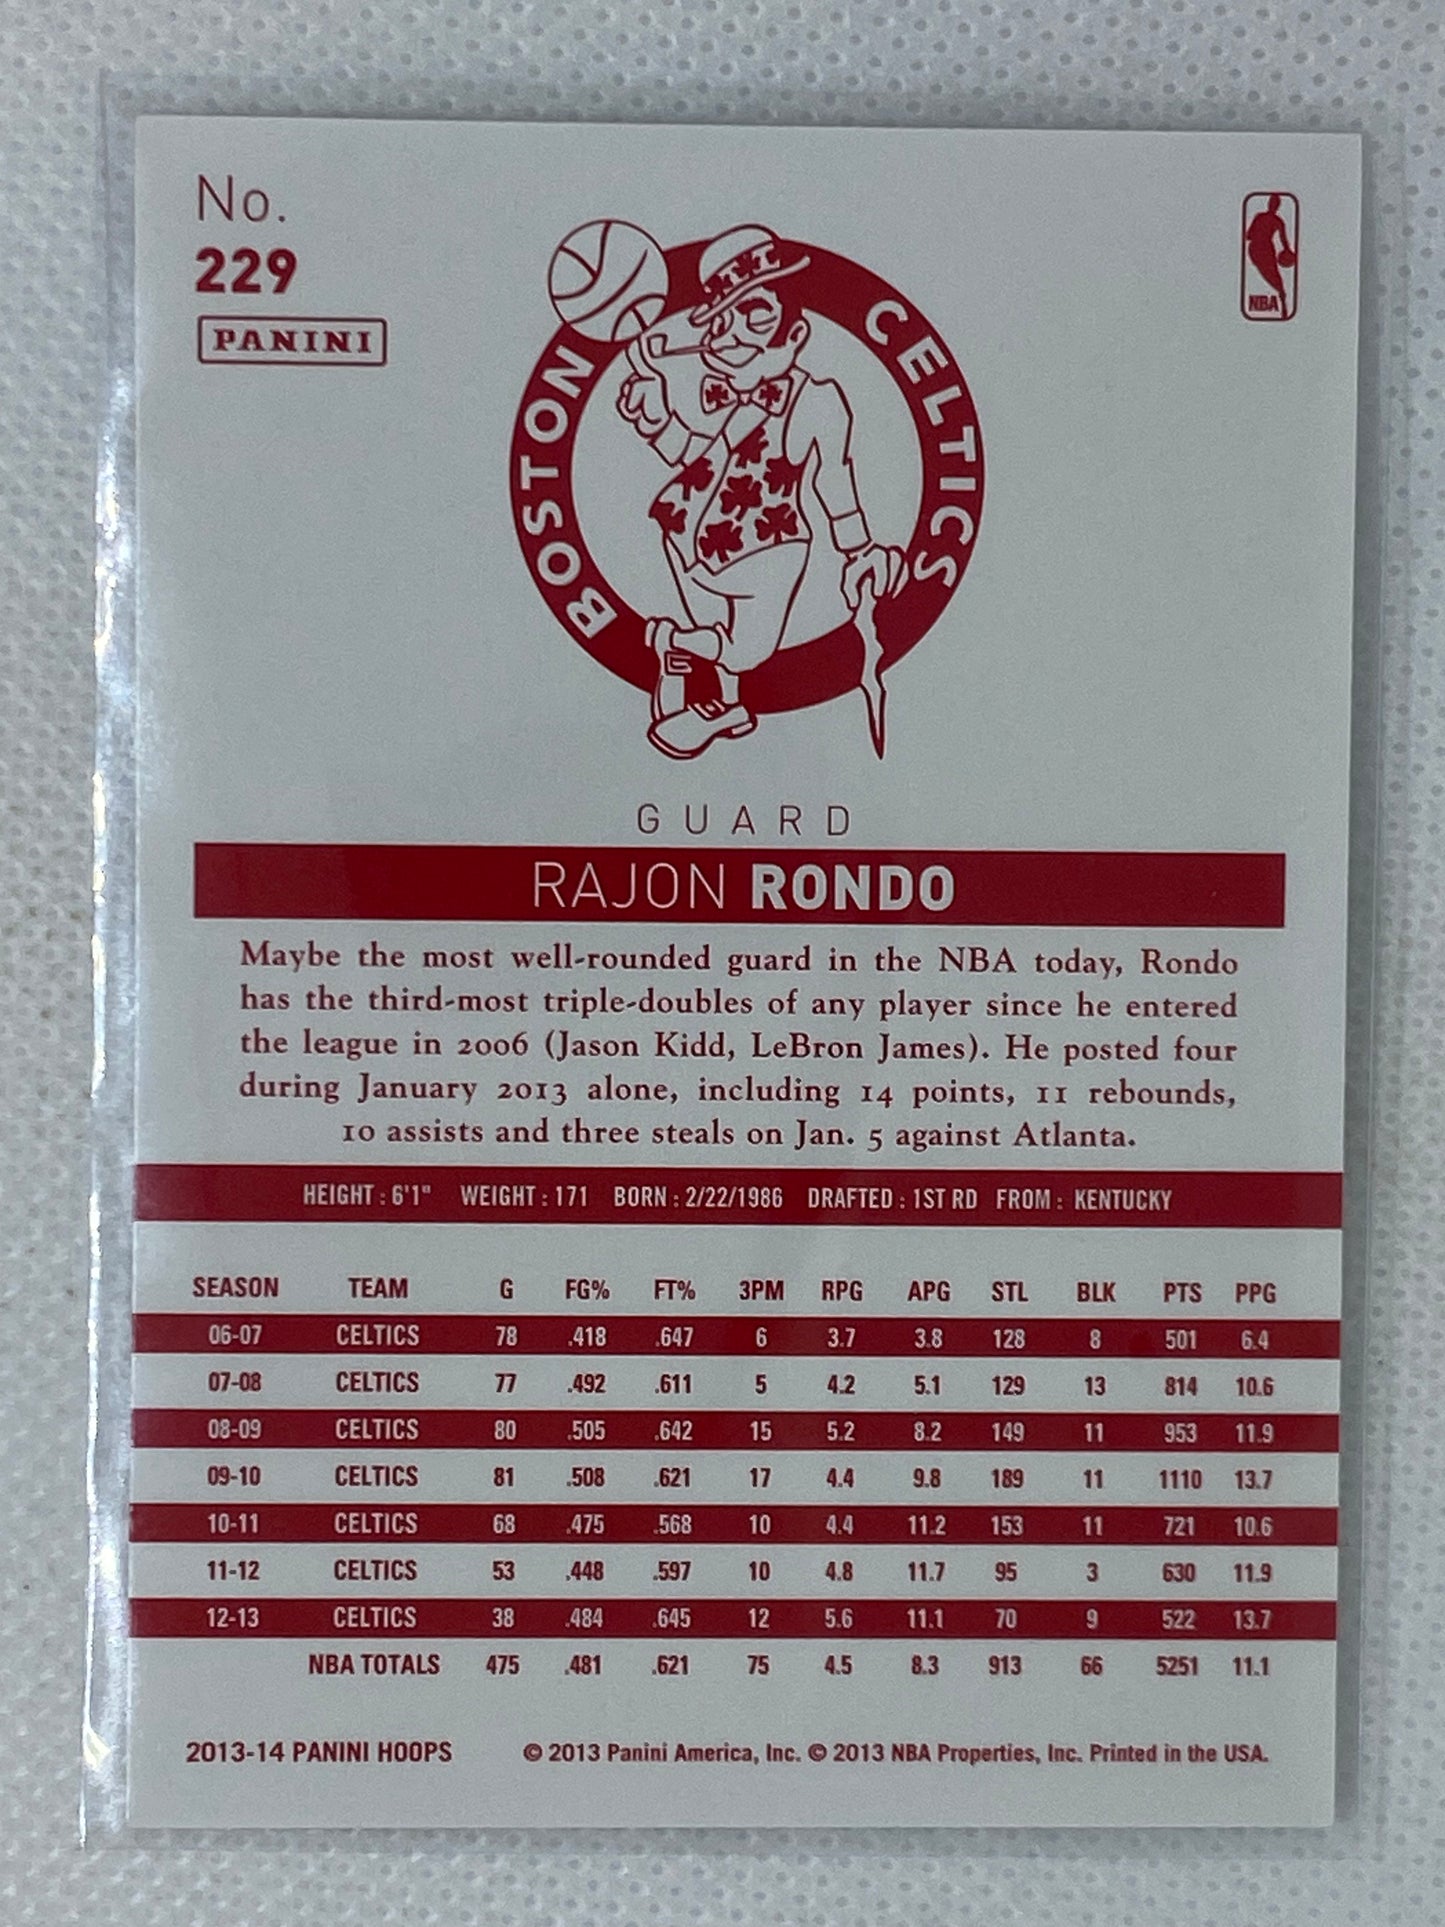 No.
229
PANINI
BOSTON CELTICS
NBA
GUARD
RAJON RONDO
Maybe the most well-rounded guard in the NBA today, Rondo
has the third-most triple-doubles of any player since he entered
the league in 2006 (Jason Kidd, LeBron James). He posted four
during January 2013 alone, including 14 points, 11 rebounds,
10 assists and three steals on Jan. 5 against Atlanta.
HEIGHT : 6'1" WEIGHT : 171 BORN : 2/22/1986 DRAFTED : 1ST RD FROM : KENTUCKY
SEASON TEAM G FG% FT% 3PM RPG APG STL BLK PTS PPG
06-07 CELTICS 78 .418 .647 6 3.7 3.8 128 8 501 6.4
07-08 CELTICS 77 .492 .611 5 4.2 5.1 129 13 814 10.6
08-09 CELTICS 80 .505 .642 15 5.2 8.2 149 11 953 11.9
09-10 CELTICS 81 .508 .621 17 4.4 9.8 189 11 1110 13.7
10-11 CELTICS 68 .475 .568 10 4.4 11.2 153 11 721 10.6
11-12 CELTICS 53 .448 .597 10 4.8 11.7 95 3 630 11.9
12-13 CELTICS 38 .484 .645 12 5.6 11.1 70 9 522 13.7
NBA TOTALS 475 .481 .621 75 4.5 8.3 913 66 5251 11.1
2013-14 PANINI HOOPS © 2013 Panini America, Inc. © 2013 NBA Properties, Inc. Printed in the USA.